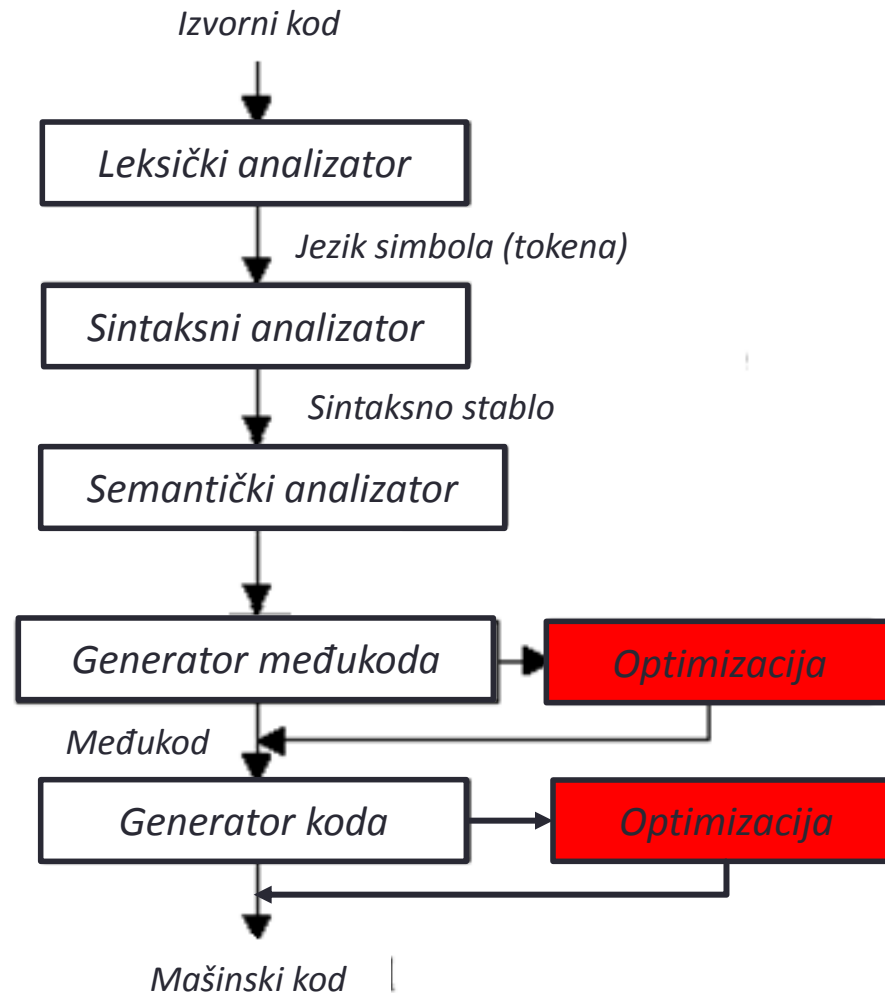 Izvorni kod
Leksički analizator
Jezik simbola (tokena)
Sintaksni analizator
Sintaksno stablo
Semantički analizator
Generator međukoda
Optimizacija
Međukod
Generator koda
Optimizacija
Mašinski kod